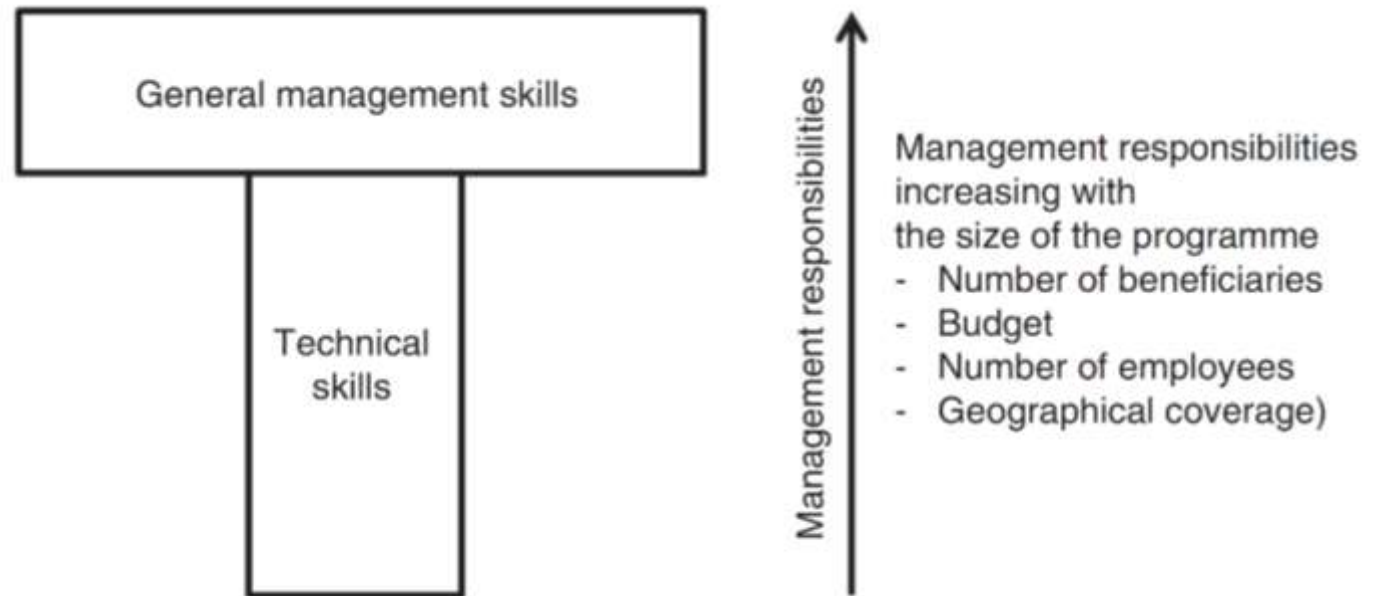 General management skills
Technical
skills
Management responsibilities
Management responsibilities
increasing with
the size of the programme
- Number of beneficiaries
- Budget
- Number of employees
- Geographical coverage)